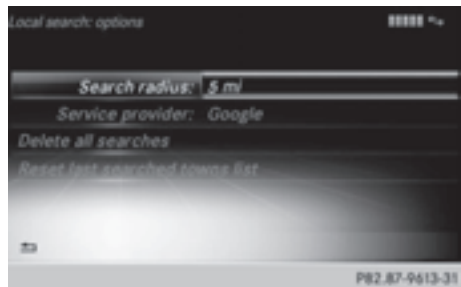 Local search: options
Search radius: 5 mi
Service provider: Google
Delete all searches
Reset last searched towns list
P82.87-9613-31